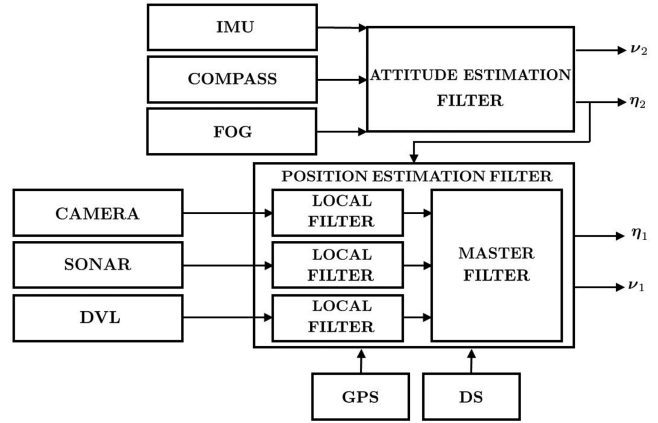 IMU
COMPASS
FOG
ATTITUDE ESTIMATION
FILTER
ν₂
η₂
POSITION ESTIMATION FILTER
CAMERA
SONAR
DVL
LOCAL
FILTER
LOCAL
FILTER
LOCAL
FILTER
MASTER
FILTER
η₁
ν₁
GPS
DS